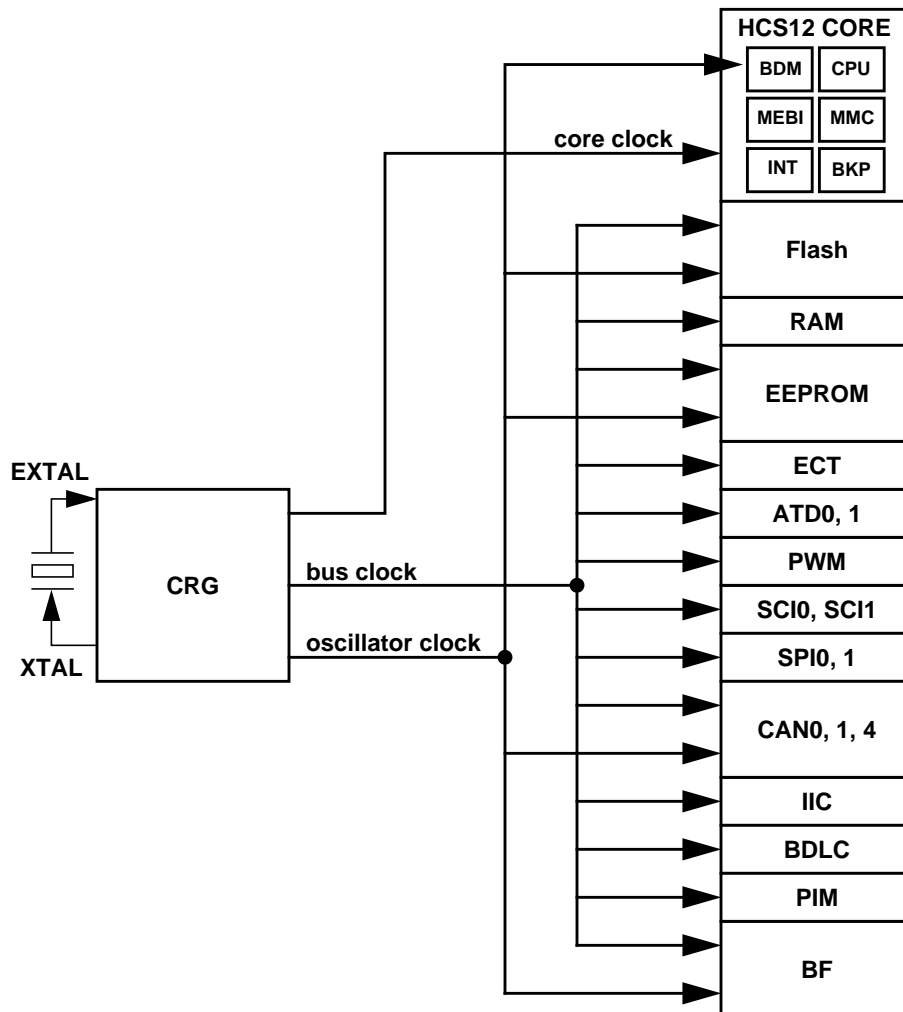 HCS12 CORE
BDM CPU
MEBI MMC
core clock
INT BKP
Flash
RAM
EEPROM
EXTAL
ECT
ATD0, 1
CRG
bus clock
PWM
SCI0, SCI1
oscillator clock
XTAL
SPI0, 1
CAN0, 1, 4
IIC
BDLC
PIM
BF